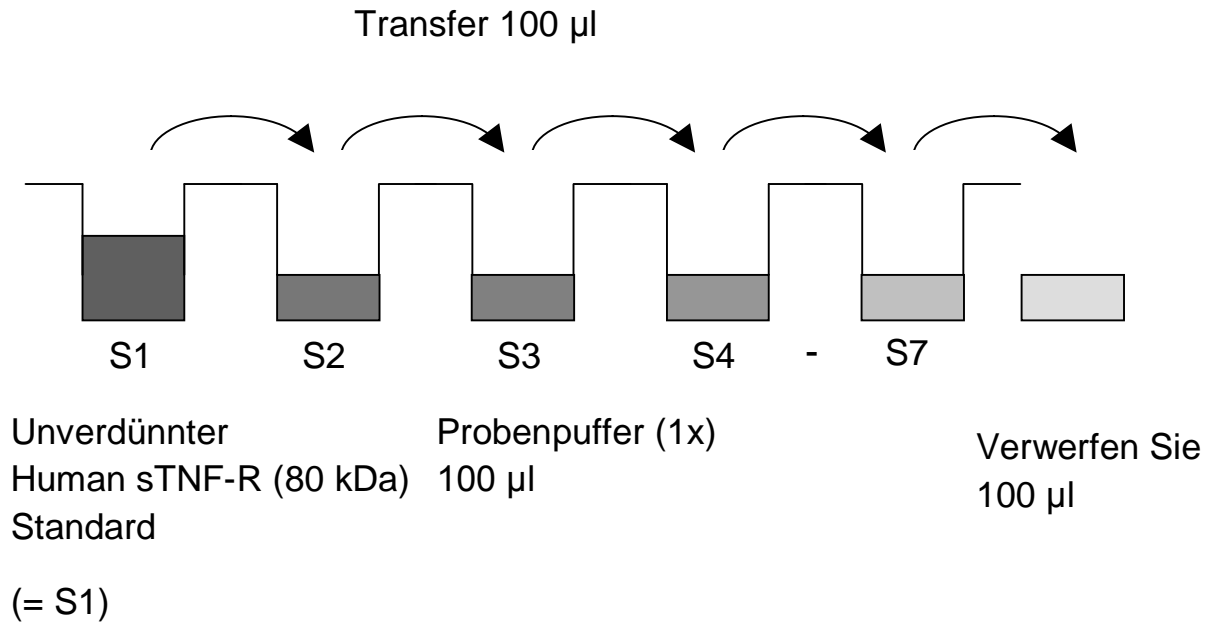 Transfer 100 µl
S1 S2 S3 S4 - S7
Unverdünnter
Human sTNF-R (80 kDa)
Standard
(= S1)
Probenpuffer (1x)
100 µl
Verwerfen Sie
100 µl